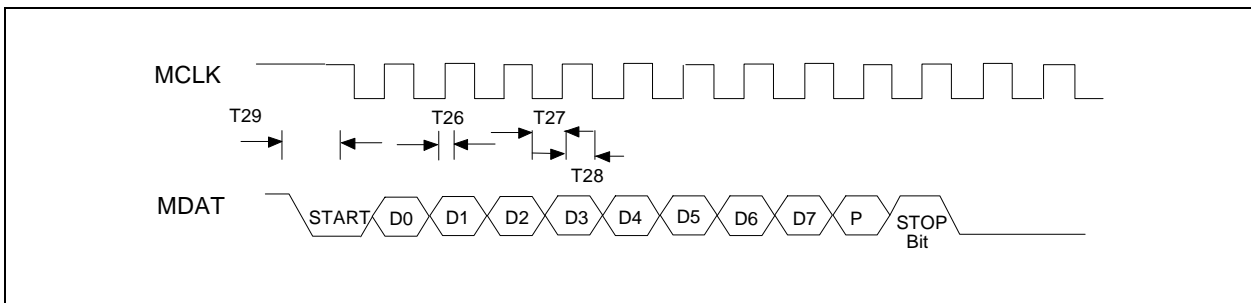 MCLK
T29
T26
T27
T28
MDAT
START D0 D1 D2 D3 D4 D5 D6 D7 P STOP
Bit